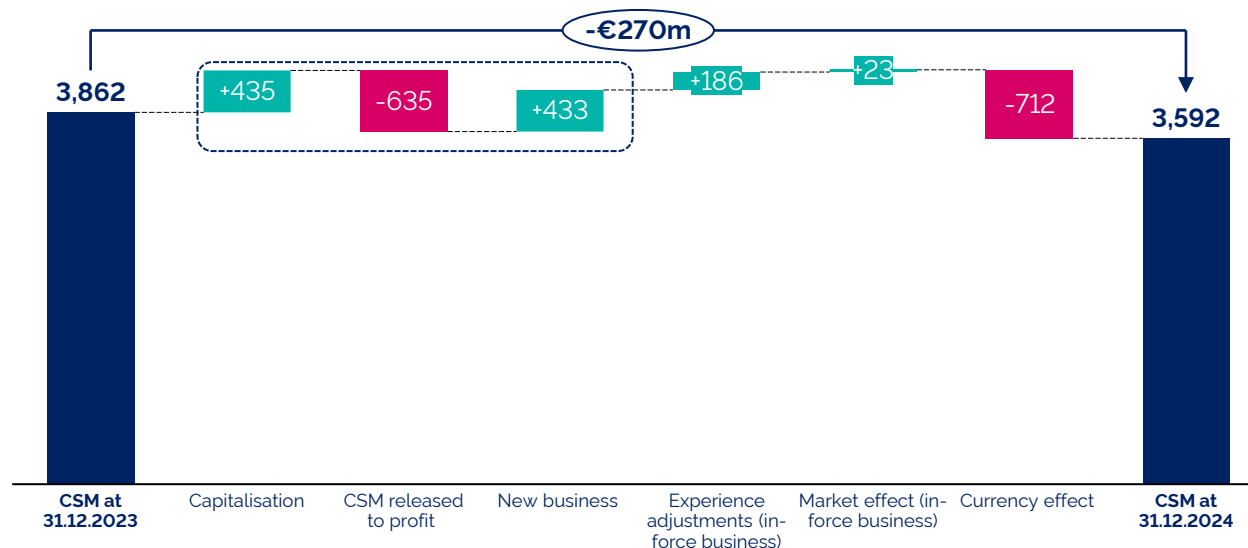 -€270m
3,862
+435
-635
+433
+186
+23
-712
3,592
CSM at
31.12.2023
Capitalisation
CSM released
to profit
New business
Experience
adjustments (in-
force business)
Market effect (in-
force business)
Currency effect
CSM at
31.12.2024